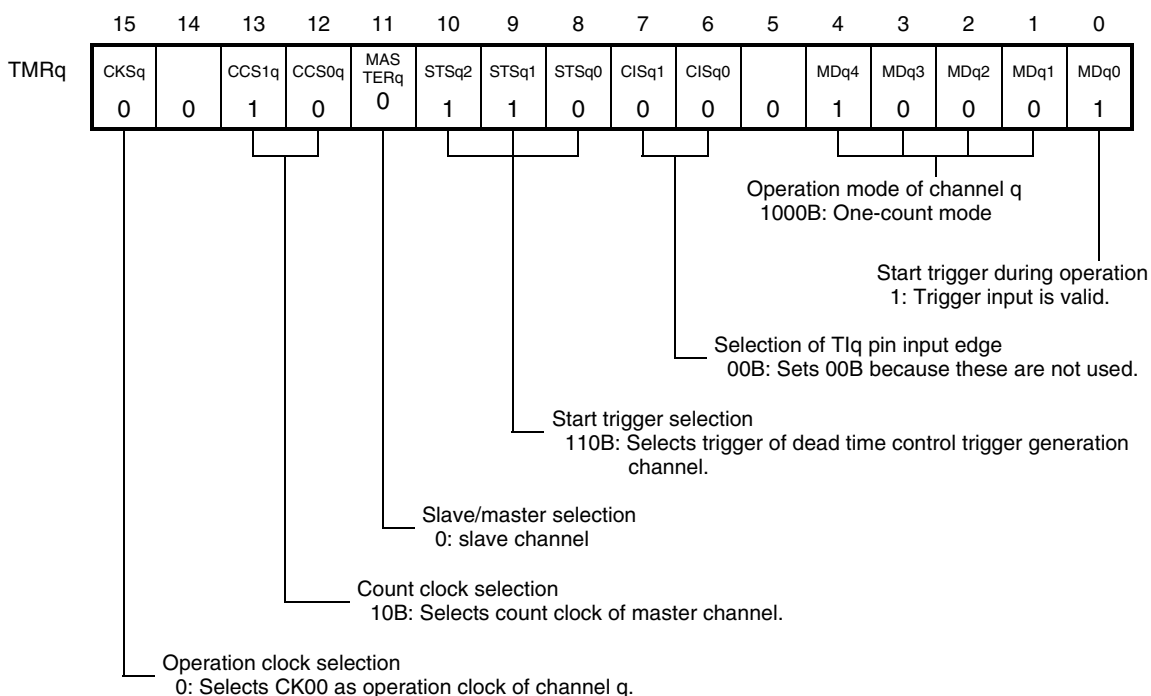 15 14 13 12 11 10 9 8 7 6 5 4 3 2 1 0
TMRq CKSq CCS1q CCS0q MAS TERq STSq2 STSq1 STSq0 CISq1 CISq0 MDq4 MDq3 MDq2 MDq1 MDq0
0 0 1 0 0 1 1 0 0 0 0 1 0 0 0 1
Operation mode of channel q
1000B: One-count mode
Start trigger during operation
1: Trigger input is valid.
Selection of TIq pin input edge
00B: Sets 00B because these are not used.
Start trigger selection
110B: Selects trigger of dead time control trigger generation
channel.
Slave/master selection
0: slave channel
Count clock selection
10B: Selects count clock of master channel.
Operation clock selection
0: Selects CK00 as operation clock of channel q.